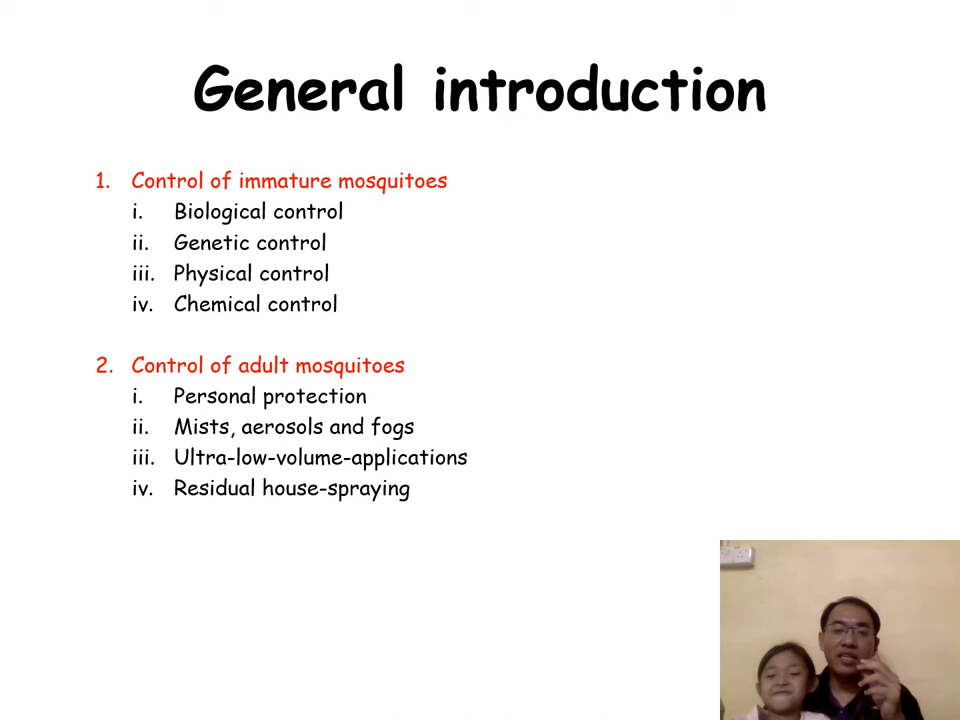 General introduction
1. Control of immature mosquitoes
i. Biological control
ii. Genetic control
iii. Physical control
iv. Chemical control
2. Control of adult mosquitoes
i. Personal protection
ii. Mists, aerosols and fogs
iii. Ultra-low-volume-applications
iv. Residual house-spraying